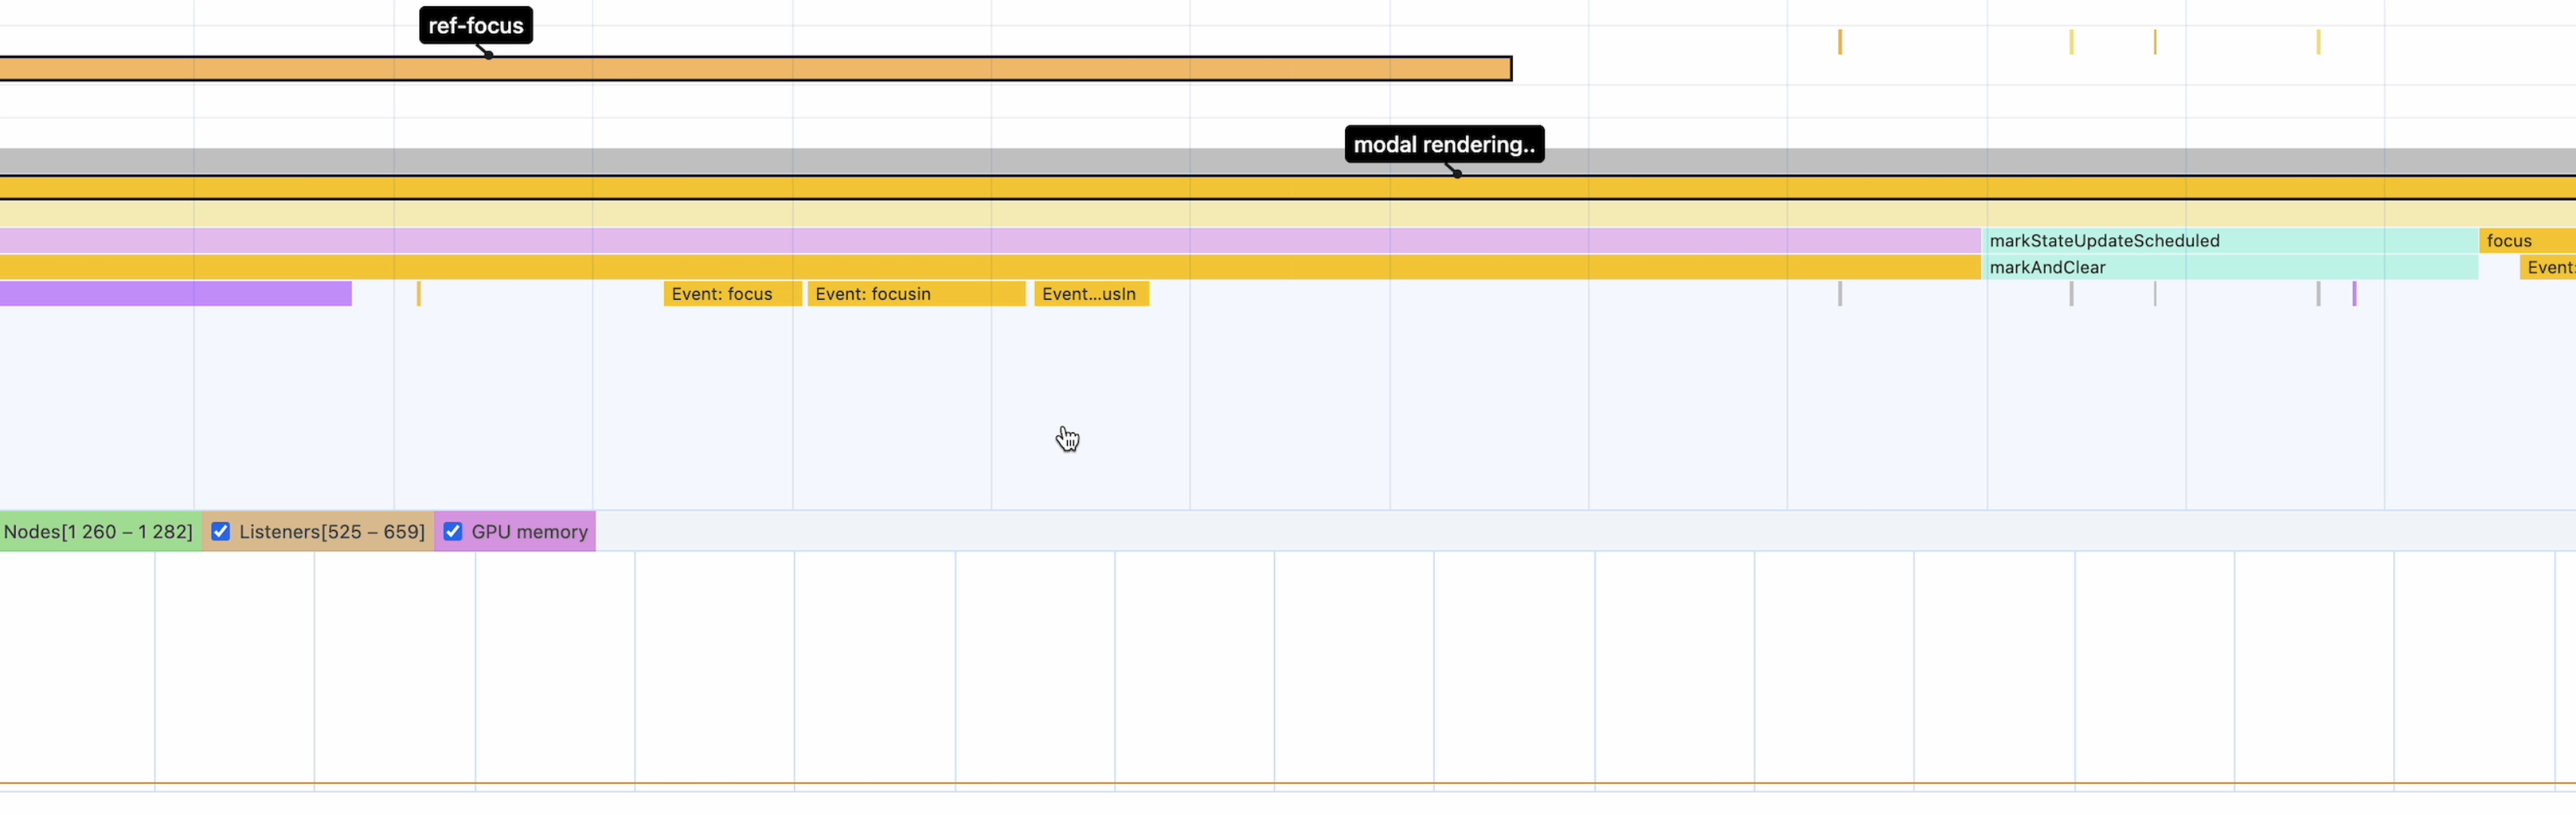 ref-focus
modal rendering..
markStateUpdateScheduled
focus
markAndClear
Event:
Event: focus
Event: focusin
Event...usIn
Nodes[1 260 – 1 282]
Listeners[525 – 659]
GPU memory